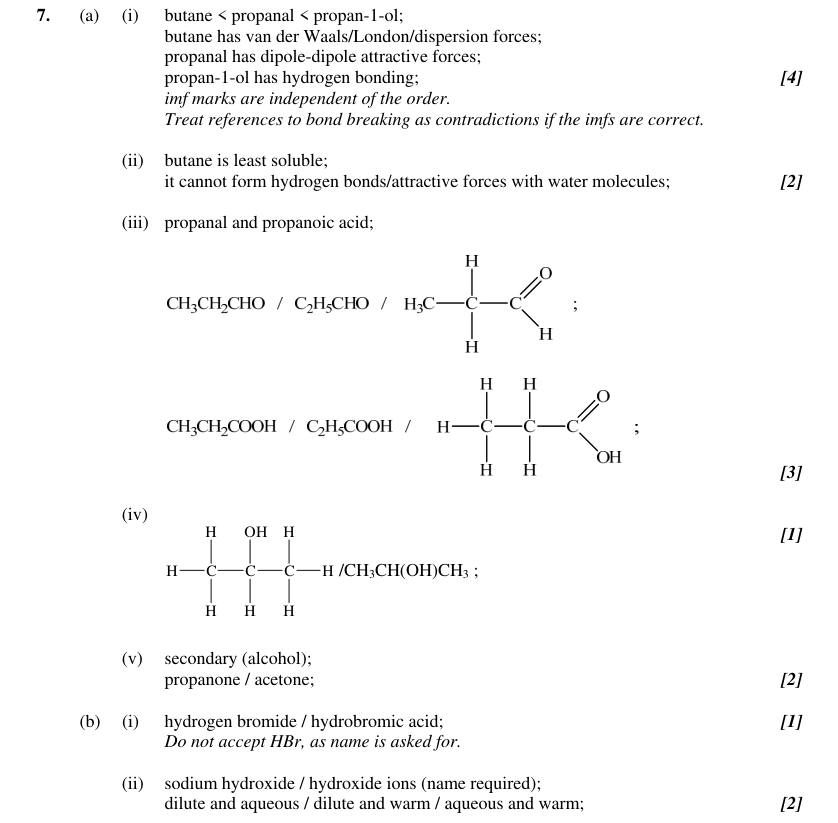 7. (a) (i) butane < propanal < propan-1-ol;
butane has van der Waals/London/dispersion forces;
propanal has dipole-dipole attractive forces;
propan-1-ol has hydrogen bonding; [4]
imf marks are independent of the order.
Treat references to bond breaking as contradictions if the imfs are correct.
(ii) butane is least soluble;
it cannot form hydrogen bonds/attractive forces with water molecules; [2]
(iii) propanal and propanoic acid;
H
O
CH₃CH₂CHO / C₂H₅CHO / H₃C—C—C ;
H
H
H H
O
CH₃CH₂COOH / C₂H₅COOH / H—C—C—C ;
OH
H H [3]
(iv)
H OH H [1]
H—C—C—C—H /CH₃CH(OH)CH₃ ;
H H H
(v) secondary (alcohol);
propanone / acetone; [2]
(b) (i) hydrogen bromide / hydrobromic acid; [1]
Do not accept HBr, as name is asked for.
(ii) sodium hydroxide / hydroxide ions (name required);
dilute and aqueous / dilute and warm / aqueous and warm; [2]